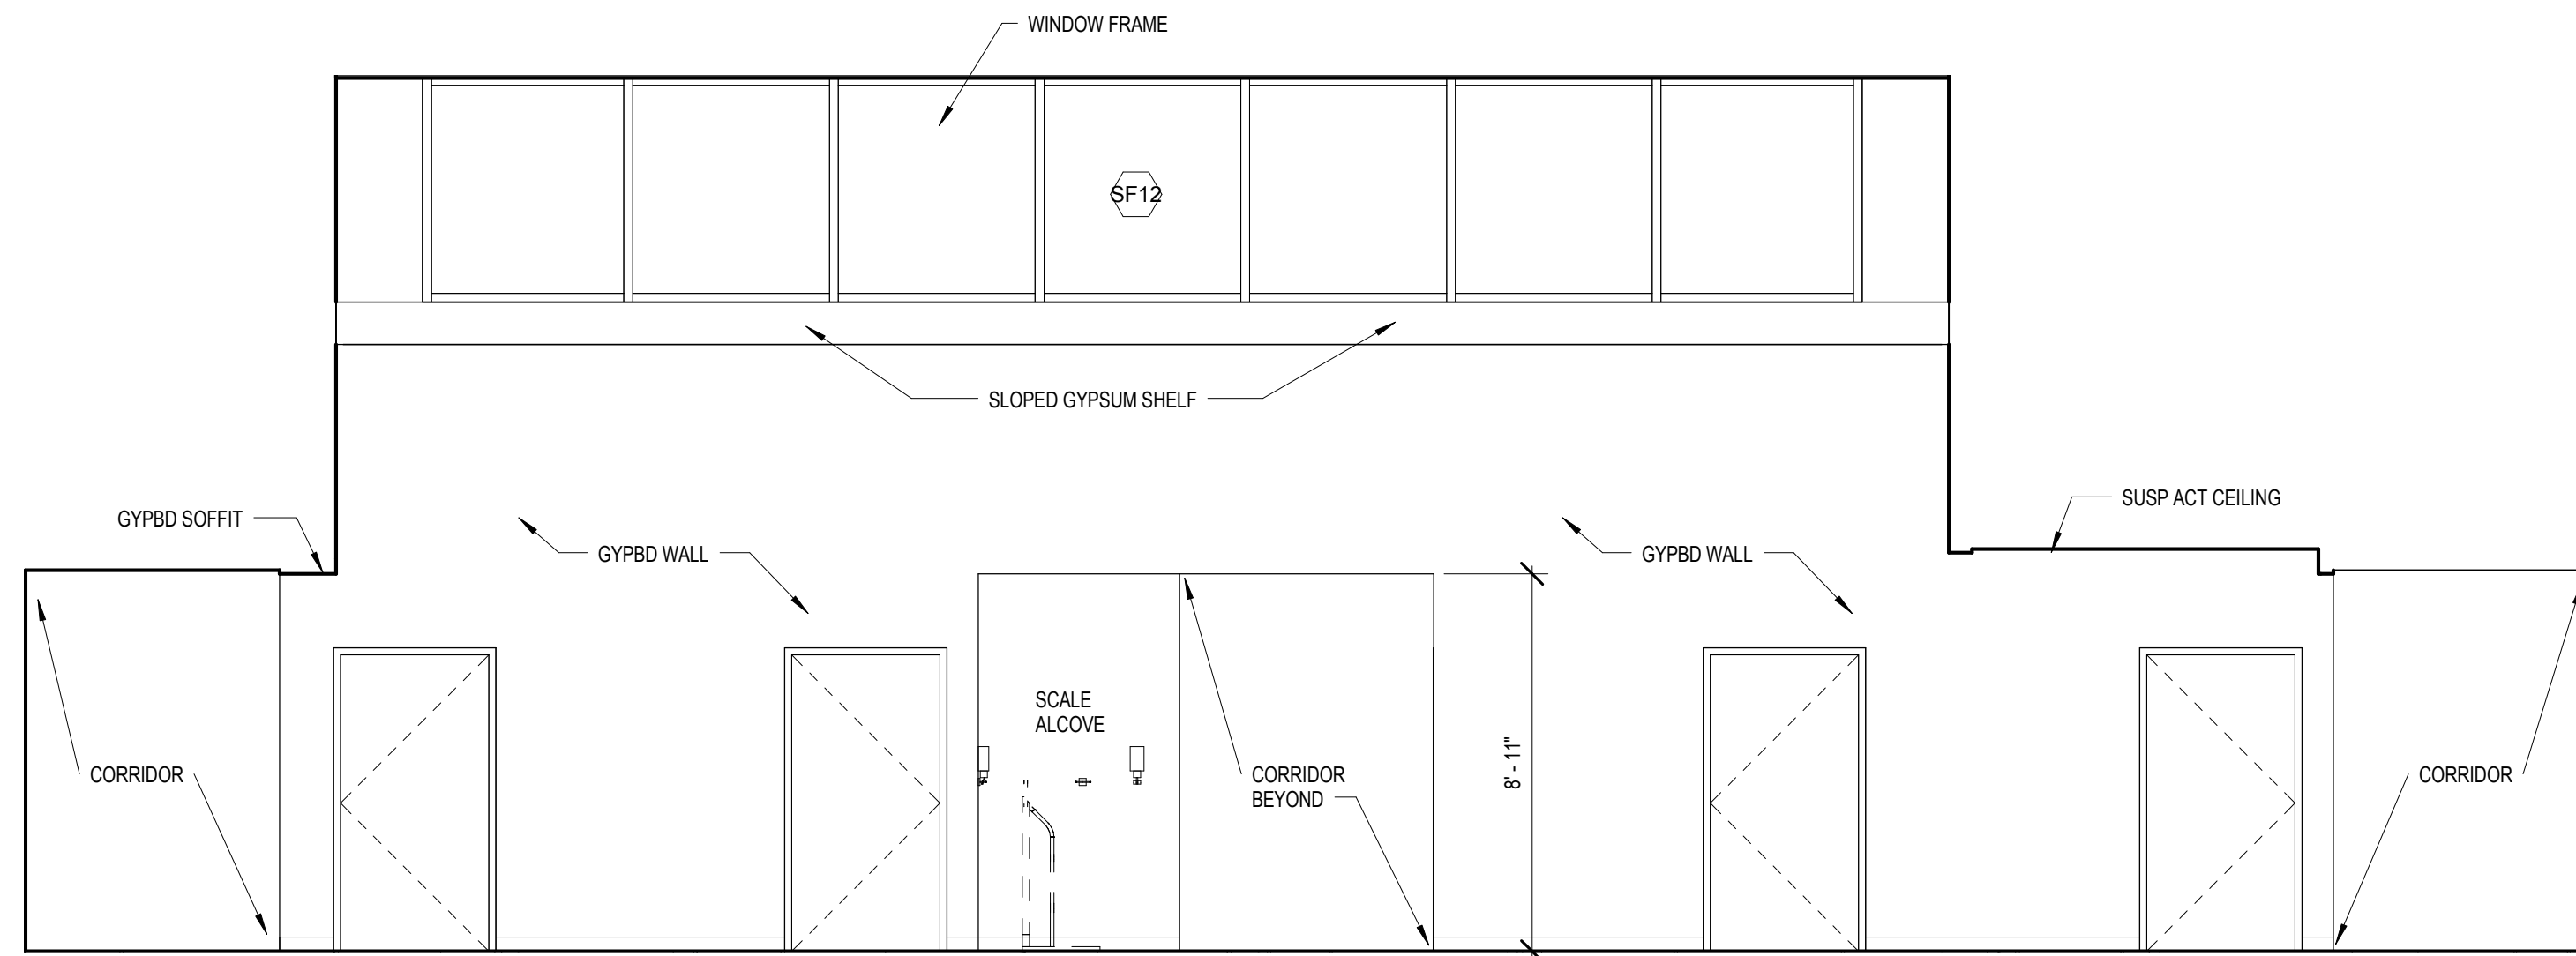 WINDOW FRAME
SF12
SLOPED GYPSUM SHELF
GYPBD SOFFIT
GYPBD WALL
GYPBD WALL
SUSP ACT CEILING
SCALE
ALCOVE
CORRIDOR
CORRIDOR
BEYOND
8' - 11"
CORRIDOR